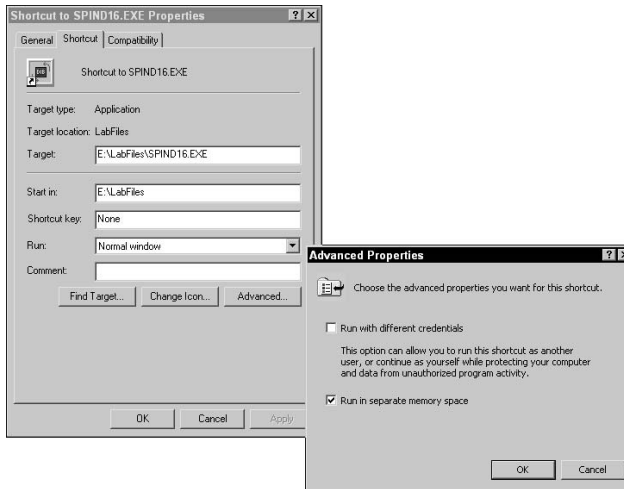 Shortcut to SPIND16.EXE Properties
General Shortcut Compatibility
Shortcut to SPIND16.EXE
Target type: Application
Target location: LabFiles
Target: E:\LabFiles\SPIND16.EXE
Start in: E:\LabFiles
Shortcut key: None
Run: Normal window
Comment:
Find Target... Change Icon... Advanced...
OK Cancel Apply
Advanced Properties
Choose the advanced properties you want for this shortcut.
Run with different credentials
This option can allow you to run this shortcut as another
user, or continue as yourself while protecting your computer
and data from unauthorized program activity.
Run in separate memory space
OK Cancel